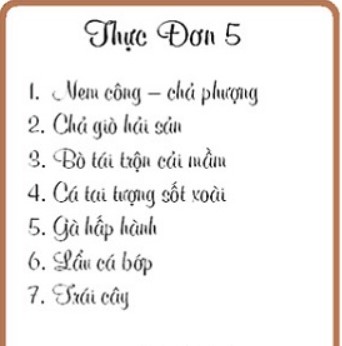 Thực Đơn 5
1. Nem công – chả phượng
2. Chả giò hải sản
3. Bò tái trộn cải mầm
4. Cá tai tượng sốt xoài
5. Gà hấp hành
6. Lẩu cá bớp
7. Trái cây